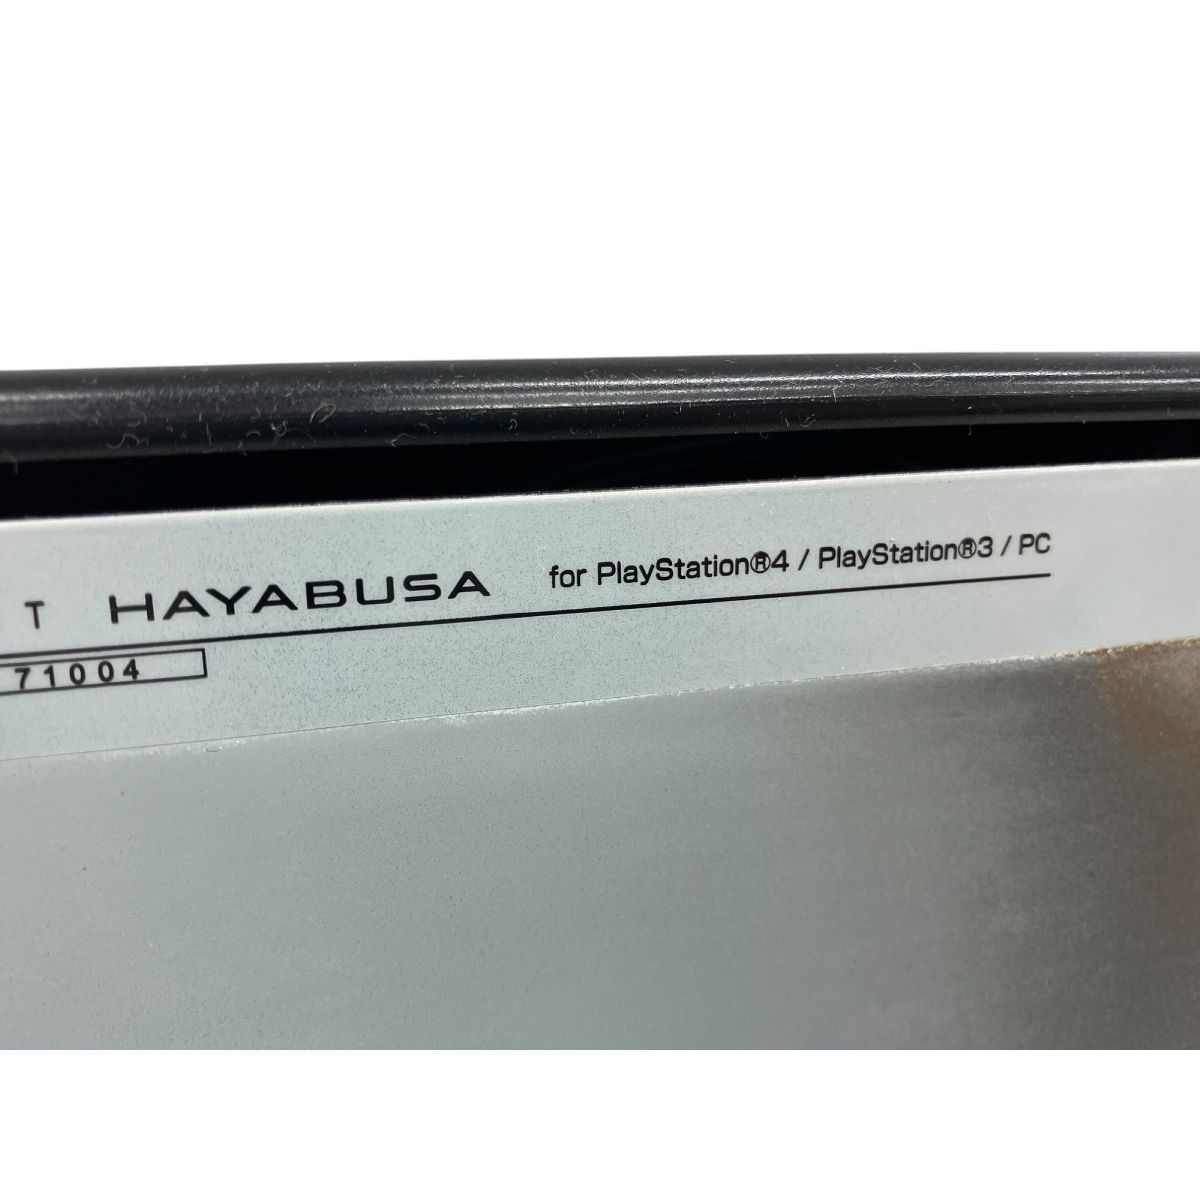 T HAYABUSA for PlayStation®4 / PlayStation®3 / PC
71004